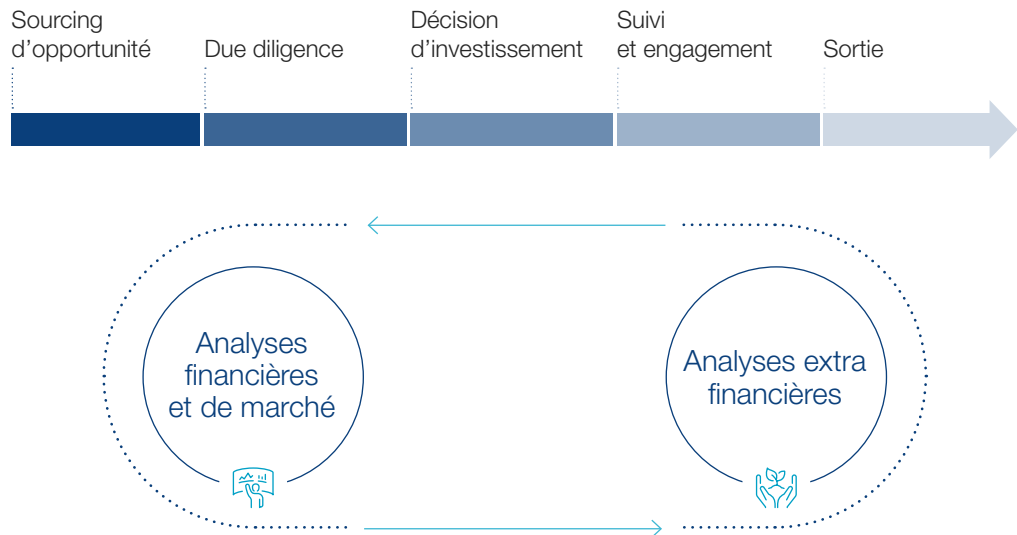 Sourcing
d’opportunité
Due diligence
Décision
d’investissement
Suivi
et engagement
Sortie
Analyses
financières
et de marché
Analyses extra
financières